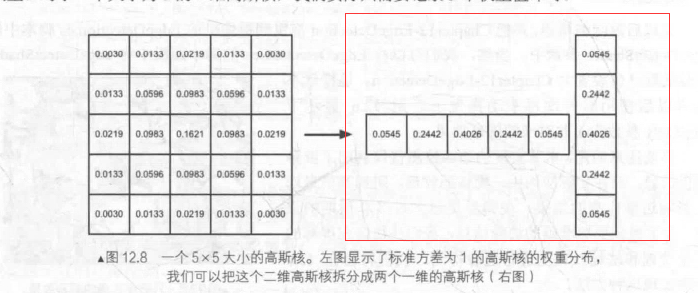 0.0030 0.0133 0.0219 0.0133 0.0030
0.0133 0.0596 0.0983 0.0596 0.0133
0.0219 0.0983 0.1621 0.0983 0.0219
0.0133 0.0596 0.0983 0.0596 0.0133
0.0030 0.0133 0.0219 0.0133 0.0030
0.0545 0.2442 0.4026 0.2442 0.0545
0.0545
0.2442
0.4026
0.2442
0.0545
▲图12.8 一个 5×5 大小的高斯核。左图显示了标准方差为 1 的高斯核的权重分布，
我们可以把这个二维高斯核拆分成两个一维的高斯核（右图）